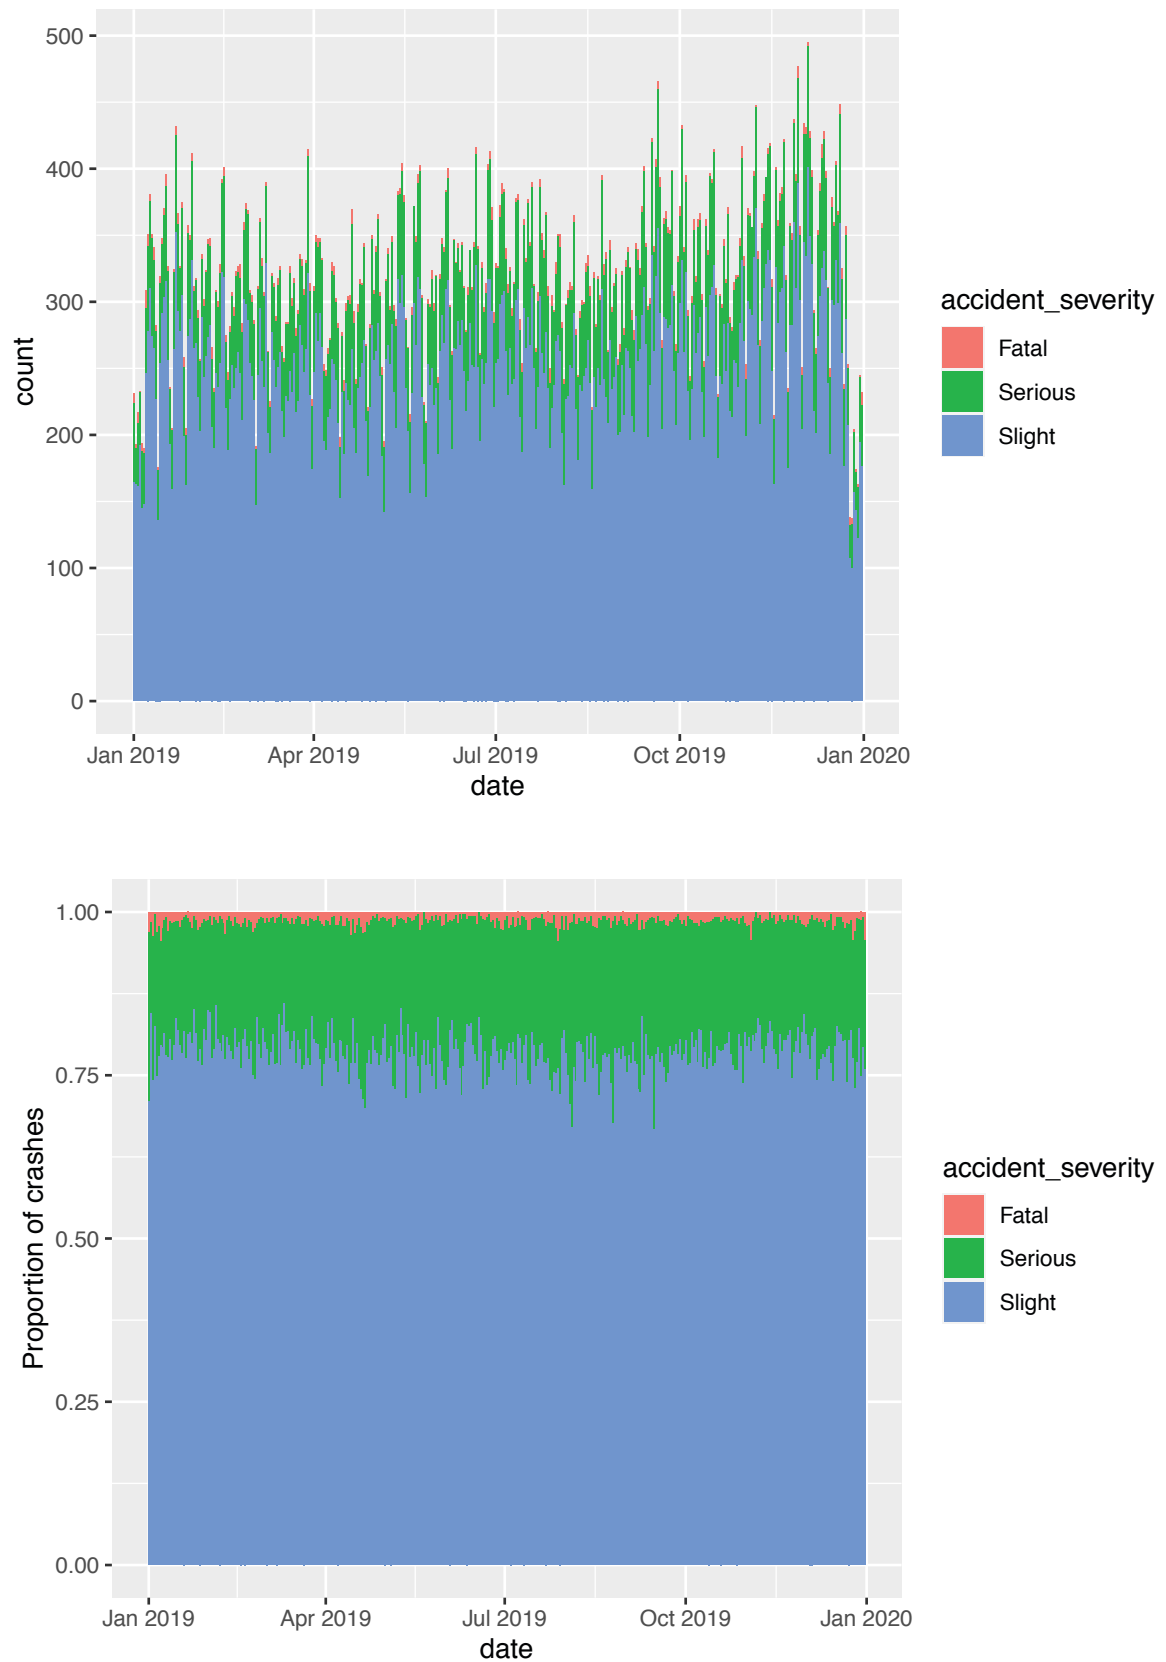 500
400
300
200
100
0
count
Jan 2019 Apr 2019 Jul 2019 Oct 2019 Jan 2020
date
accident_severity
Fatal
Serious
Slight
1.00
0.75
0.50
0.25
0.00
Proportion of crashes
Jan 2019 Apr 2019 Jul 2019 Oct 2019 Jan 2020
date
accident_severity
Fatal
Serious
Slight